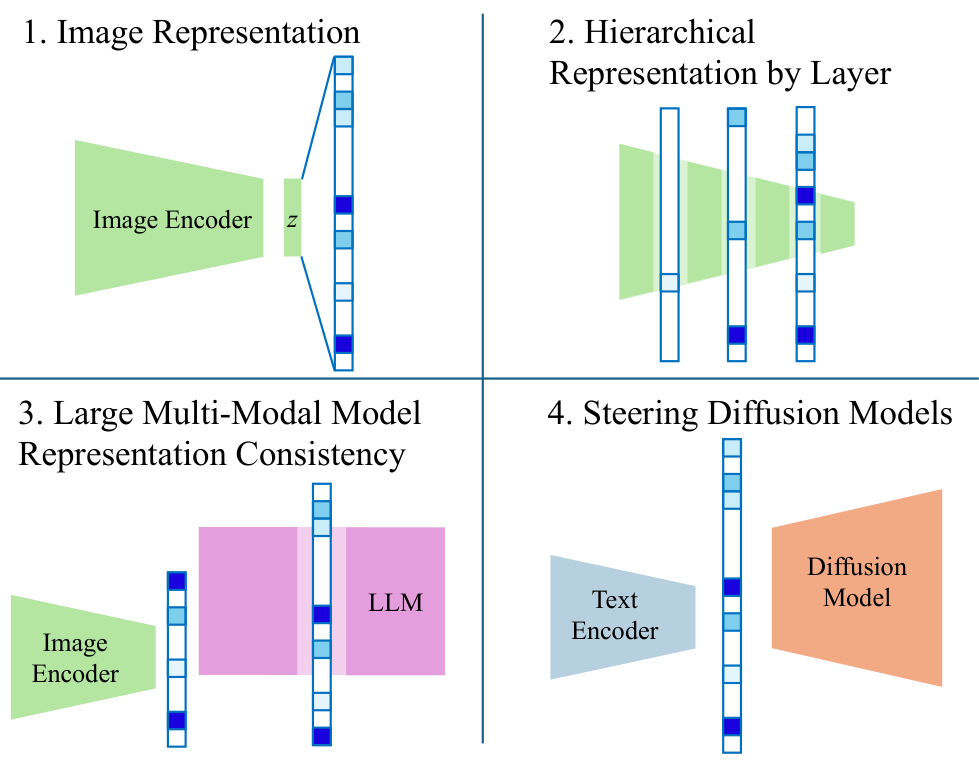 1. Image Representation
Image Encoder
z
2. Hierarchical
Representation by Layer
3. Large Multi-Modal Model
Representation Consistency
Image
Encoder
LLM
4. Steering Diffusion Models
Text
Encoder
Diffusion
Model